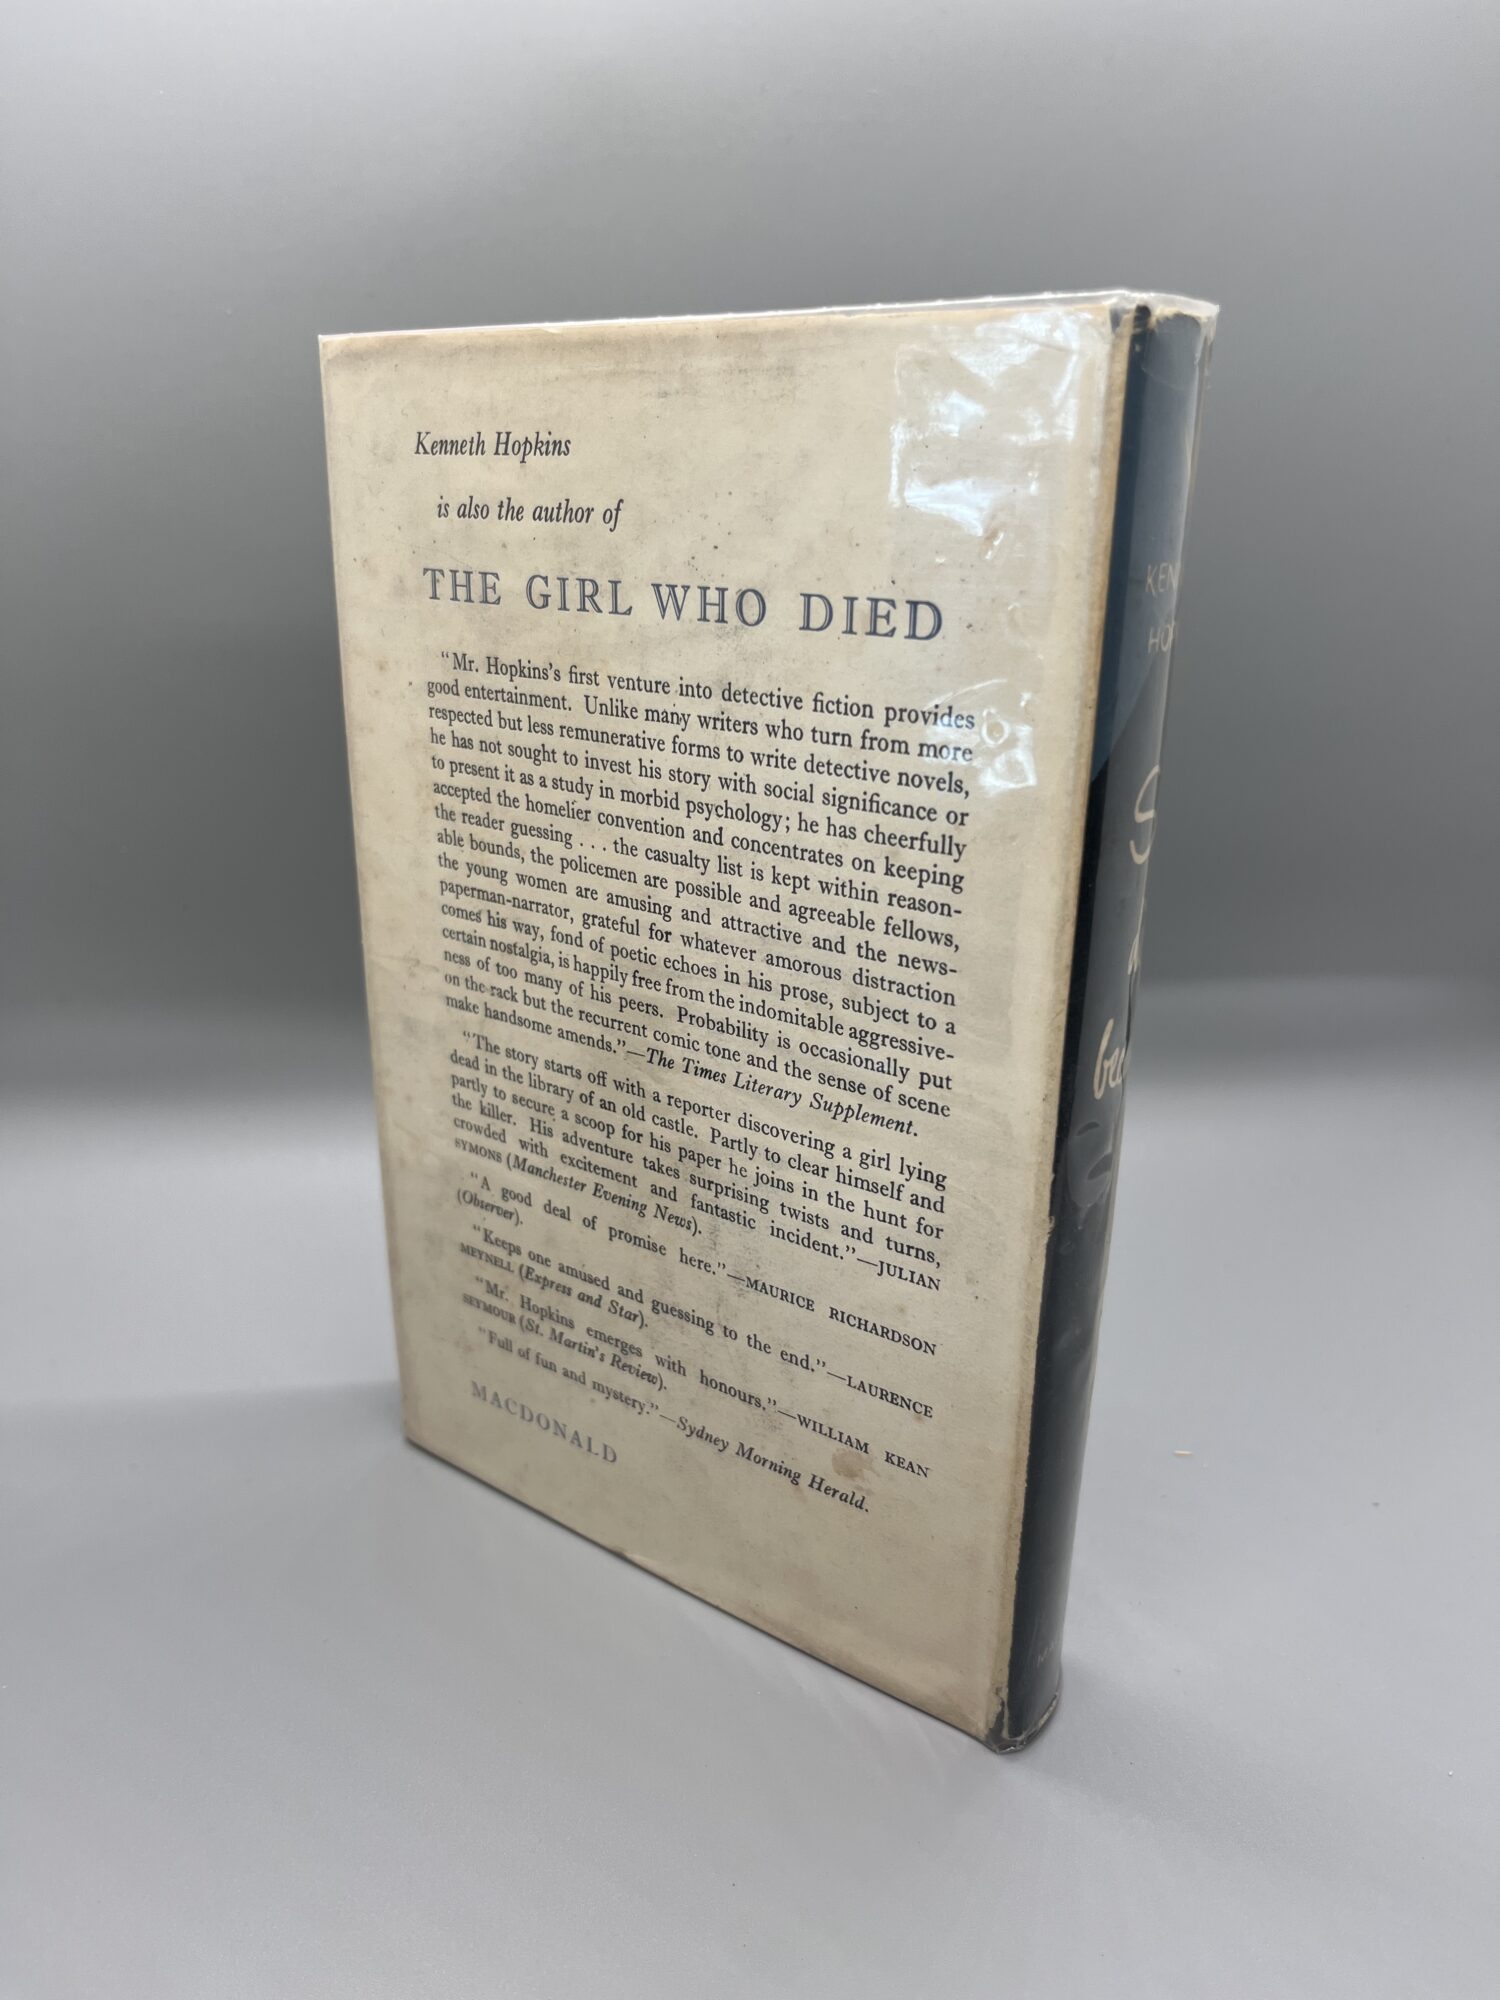 Kenneth Hopkins
is also the author of
THE GIRL WHO DIED
“Mr. Hopkins’s first venture into detective fiction provides
good entertainment. Unlike many writers who turn from more
respected but less remunerative forms to write detective novels,
he has not sought to invest his story with social significance or
to present it as a study in morbid psychology; he has cheerfully
accepted the homelier convention and concentrates on keeping
the reader guessing . . . the casualty list is kept within reason-
able bounds, the policemen are possible and agreeable fellows,
the young women are amusing and attractive and the news-
paperman-narrator, grateful for whatever amorous distraction
comes his way, fond of poetic echoes in his prose, subject to a
certain nostalgia, is happily free from the indomitable aggressive-
ness of too many of his peers. Probability is occasionally put
on the rack but the recurrent comic tone and the sense of scene
make handsome amends.”—The Times Literary Supplement.
“The story starts off with a reporter discovering a girl lying
dead in the library of an old castle. Partly to clear himself and
partly to secure a scoop for his paper he joins in the hunt for
the killer. His adventure takes surprising twists and turns,
crowded with excitement and fantastic incident.”—JULIAN
SYMONS (Manchester Evening News).
“A good deal of promise here.”—MAURICE RICHARDSON
(Observer).
“Keeps one amused and guessing to the end.”—LAURENCE
MEYNELL (Express and Star).
“Mr. Hopkins emerges with honours.”—WILLIAM KEAN
SEYMOUR (St. Martin’s Review).
“Full of fun and mystery.”—Sydney Morning Herald.
MACDONALD
KEN
HO
S
d
be
MA